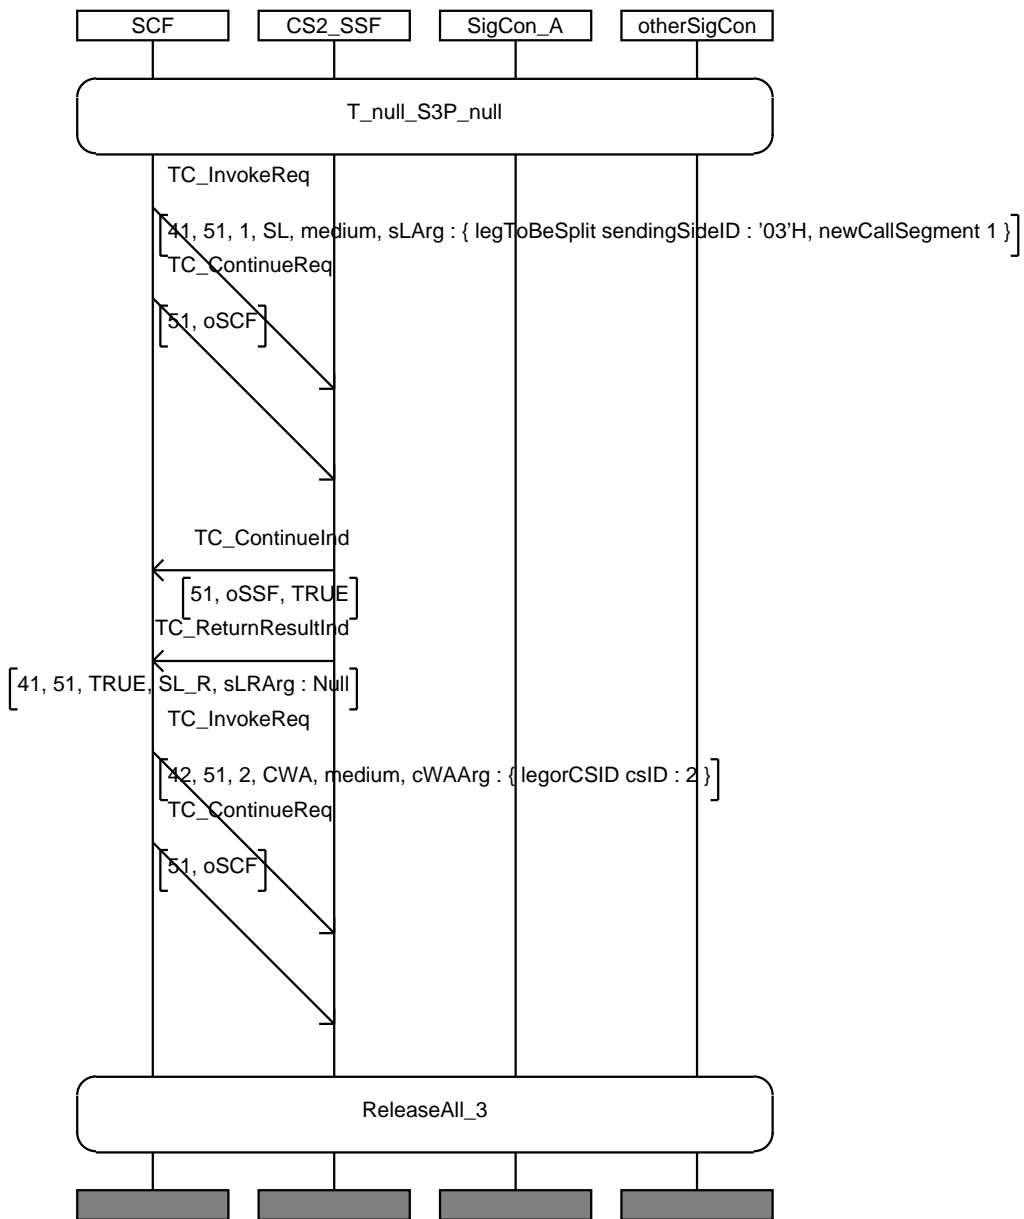 SCF
CS2_SSF
SigCon_A
otherSigCon
T_null_S3P_null
TC_InvokeReq
41, 51, 1, SL, medium, sLArg : { legToBeSplit sendingSideID : '03'H, newCallSegment 1 }
TC_ContinueReq
51, oSCF
TC_ContinueInd
51, oSSF, TRUE
TC_ReturnResultInd
41, 51, TRUE, SL_R, sLRArg : Null
TC_InvokeReq
42, 51, 2, CWA, medium, cWAArg : { legorCSID csID : 2 }
TC_ContinueReq
51, oSCF
ReleaseAll_3